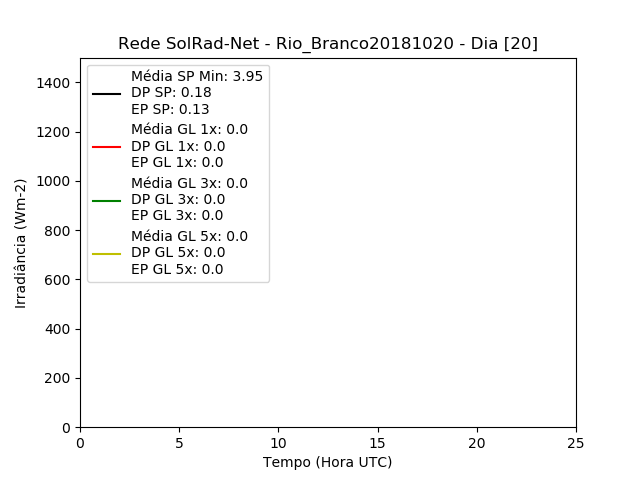 Rede SolRad-Net - Rio_Branco20181020 - Dia [20]
Média SP Min: 3.95
DP SP: 0.18
EP SP: 0.13
Média GL 1x: 0.0
DP GL 1x: 0.0
EP GL 1x: 0.0
Média GL 3x: 0.0
DP GL 3x: 0.0
EP GL 3x: 0.0
Média GL 5x: 0.0
DP GL 5x: 0.0
EP GL 5x: 0.0
Irradiância (Wm-2)
1400
1200
1000
800
600
400
200
0
0 5 10 15 20 25
Tempo (Hora UTC)